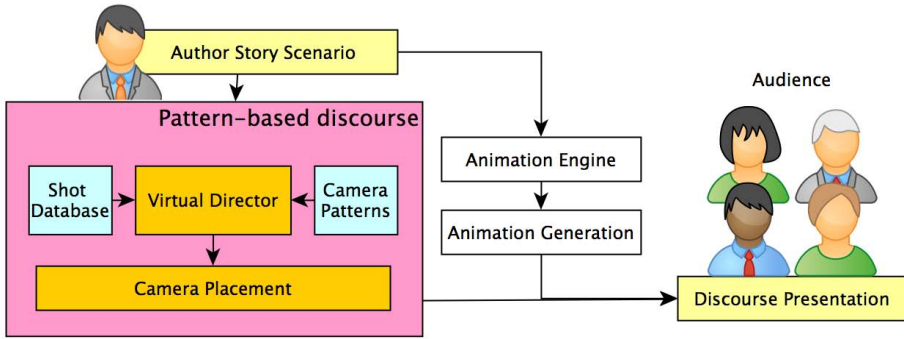 Author Story Scenario
Pattern-based discourse
Shot
Database
Virtual Director
Camera
Patterns
Camera Placement
Animation Engine
Animation Generation
Audience
Discourse Presentation